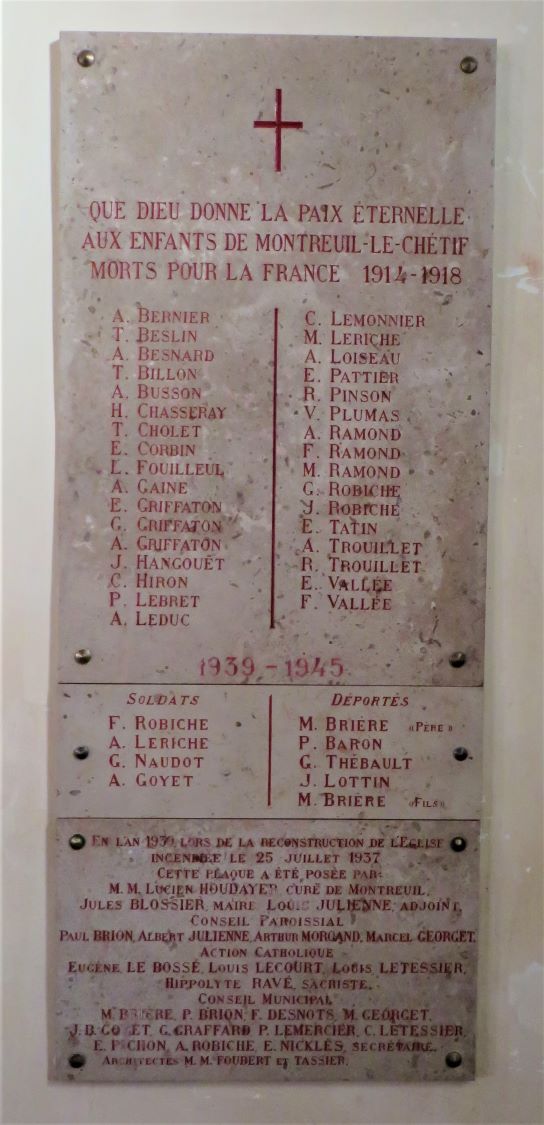 QUE DIEU DONNE LA PAIX ÉTERNELLE
AUX ENFANTS DE MONTREUIL-LE-CHÉTIF
MORTS POUR LA FRANCE 1914-1918
A. BERNIER
T. BESLIN
A. BESNARD
T. BILLON
A. BUSSON
H. CHASSERAY
T. CHOLET
E. CORBIN
L. FOUILLEUL
A. GAINE
E. GRIFFATON
G. GRIFFATON
A. GRIFFATON
J. HANGOUËT
C. HIRON
P. LEBRET
A. LEDUC
C. LEMONNIER
M. LERICHE
A. LOISEAU
E. PATTIER
R. PINSON
V. PLUMAS
A. RAMOND
F. RAMOND
M. RAMOND
G. ROBICHE
J. ROBICHE
E. TATIN
A. TROUILLET
R. TROUILLET
E. VALLÉE
F. VALLÉE
1939-1945
SOLDATS
F. ROBICHE
A. LERICHE
G. NAUDOT
A. GOYET
DÉPORTÉS
M. BRIÈRE «PÈRE»
P. BARON
G. THÉBAULT
J. LOTTIN
M. BRIÈRE «FILS»
EN L'AN 1939 LORS DE LA RECONSTRUCTION DE L'EGLISE
INCENDIÉE LE 25 JUILLET 1937
CETTE PLAQUE A ÉTÉ POSÉE PAR:
M.M. LUCIEN HOUDAYER CURÉ DE MONTREUIL.
JULES BLOSSIER, MAIRE LOUIS JULIENNE, ADJOINT,
CONSEIL PAROISSIAL
PAUL BRION, ALBERT JULIENNE, ARTHUR MORGAND, MARCEL GEORGET.
ACTION CATHOLIQUE
EUGÈNE LE BOSSÉ, LOUIS LECOURT, LOUIS LETESSIER,
HIPPOLYTE RAVÉ, SACRISTE.
CONSEIL MUNICIPAL
M. BRIÈRE, P. BRION, F. DESNOTS, M. GEORGET.
J.B. GOYET, G. GRAFFARD P. LEMERCIER, C. LETESSIER,
E. PICHON, A. ROBICHE, E. NICKLÈS, SECRÉTAIRE.
ARCHITECTES M.M. FOUBERT ET TASSIER.